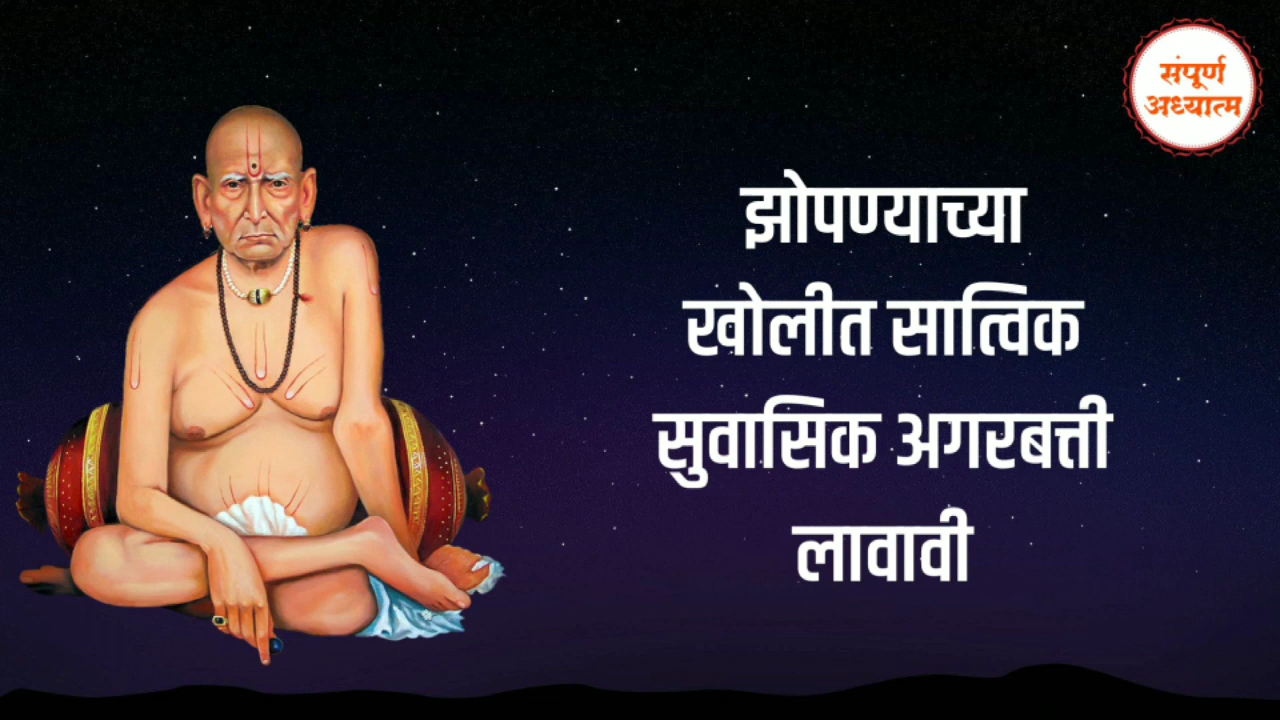 संपूर्ण
अध्यात्म
झोपण्याच्या
खोलीत सात्विक
सुवासिक अगरबत्ती
लावावी